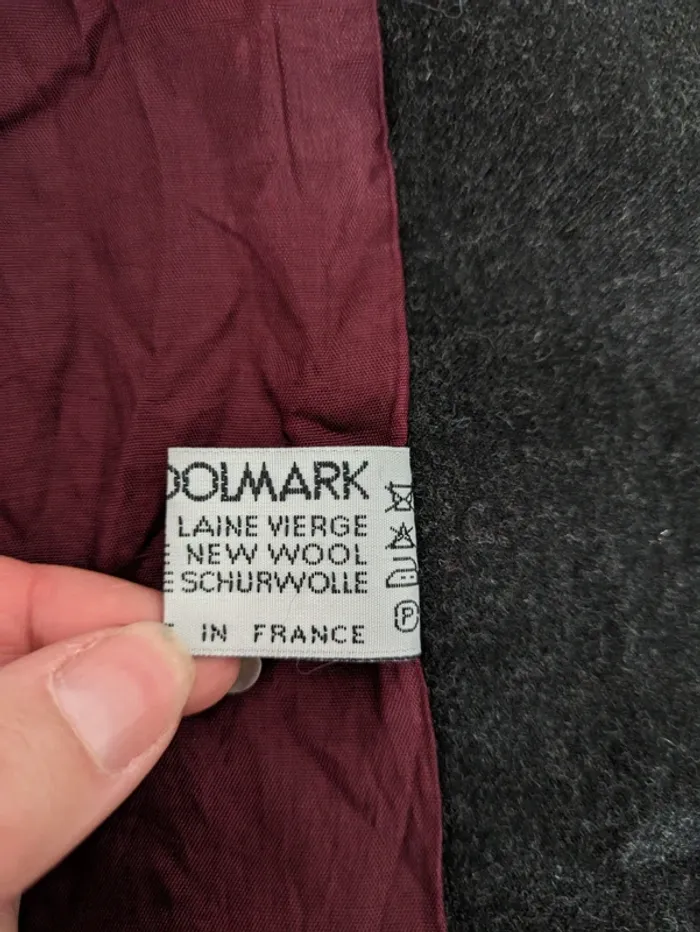 OOLMARK
LAINE VIERGE
E NEW WOOL
E SCHURWOLLE
E IN FRANCE
P